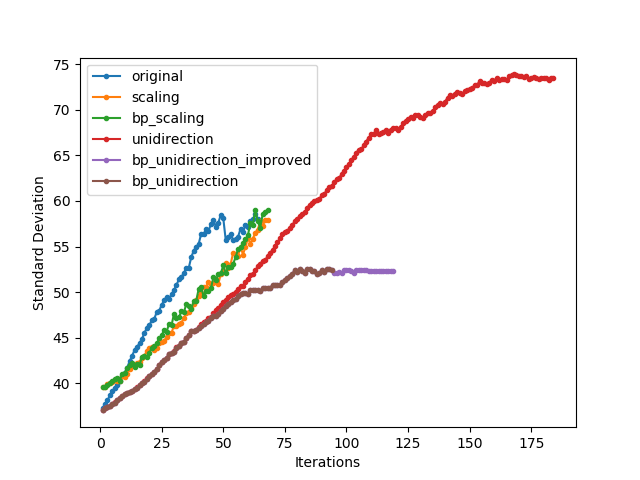 original
scaling
bp_scaling
unidirection
bp_unidirection_improved
bp_unidirection
75
70
65
60
55
50
45
40
Standard Deviation
0 25 50 75 100 125 150 175
Iterations